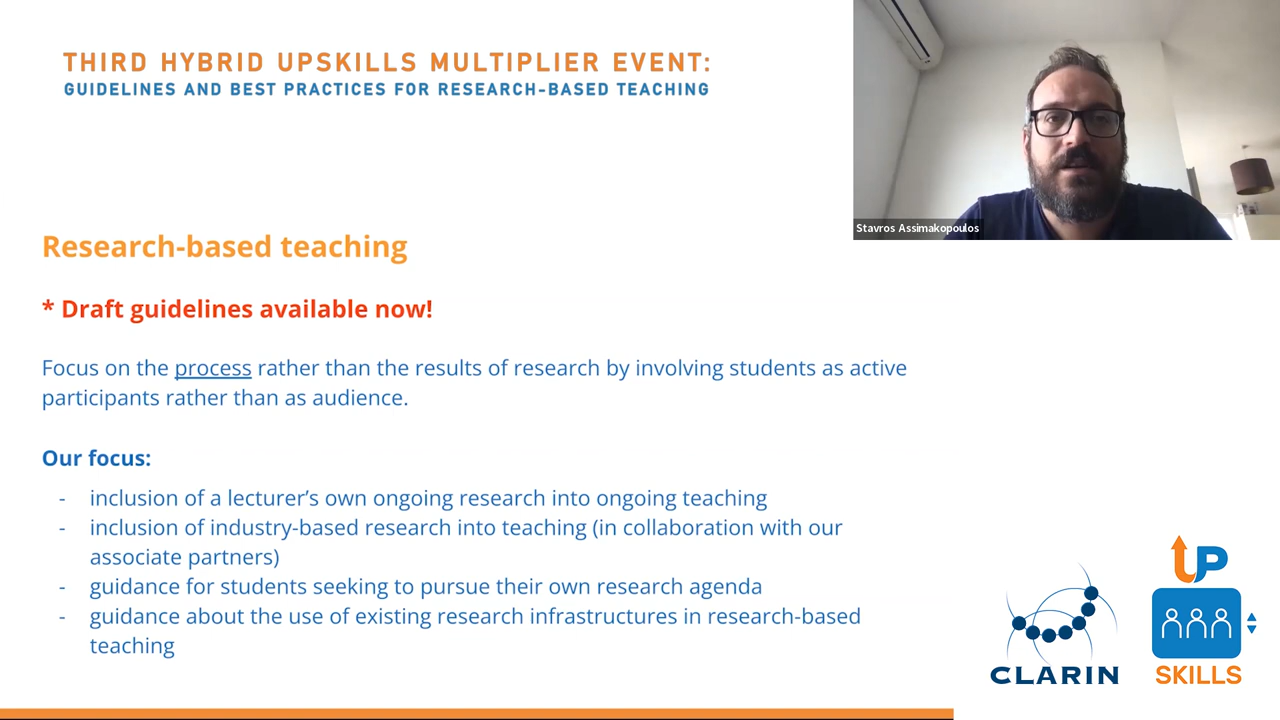 THIRD HYBRID UPSKILLS MULTIPLIER EVENT:
GUIDELINES AND BEST PRACTICES FOR RESEARCH-BASED TEACHING
Stavros Assimakopoulos
Research-based teaching
* Draft guidelines available now!
Focus on the process rather than the results of research by involving students as active
participants rather than as audience.
Our focus:
- inclusion of a lecturer’s own ongoing research into ongoing teaching
- inclusion of industry-based research into teaching (in collaboration with our
associate partners)
- guidance for students seeking to pursue their own research agenda
- guidance about the use of existing research infrastructures in research-based
teaching
CLARIN
UP
SKILLS